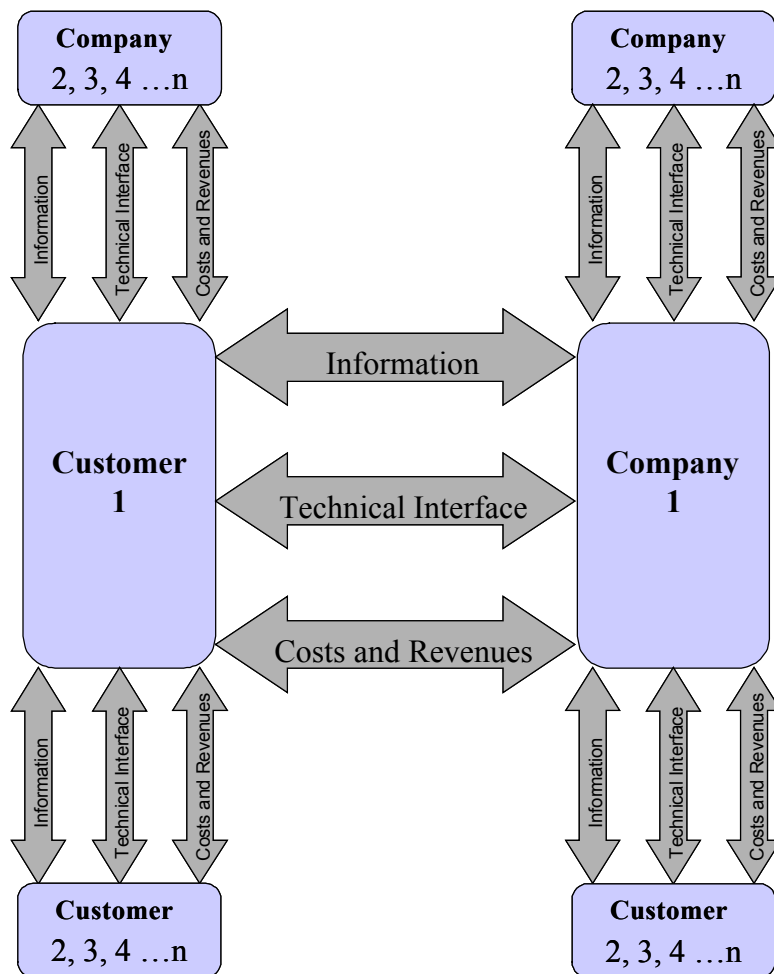 Company
2, 3, 4 …n
Company
2, 3, 4 …n
Information
Technical Interface
Costs and Revenues
Information
Technical Interface
Costs and Revenues
Customer
1
Information
Technical Interface
Costs and Revenues
Company
1
Information
Technical Interface
Costs and Revenues
Information
Technical Interface
Costs and Revenues
Customer
2, 3, 4 …n
Customer
2, 3, 4 …n